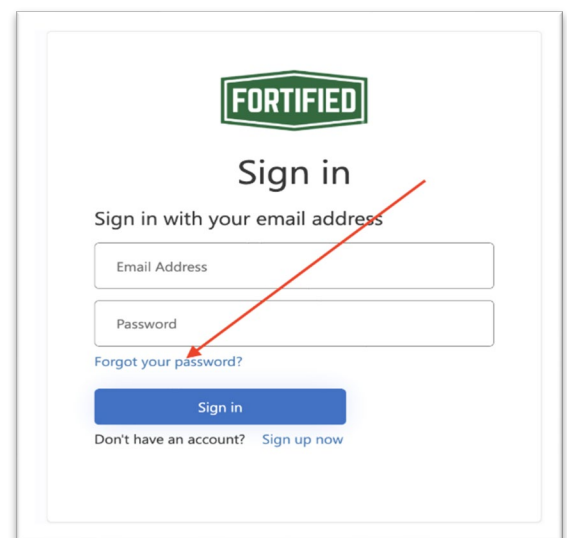 FORTIFIED
Sign in
Sign in with your email address
Email Address
Password
Forgot your password?
Sign in
Don't have an account? Sign up now